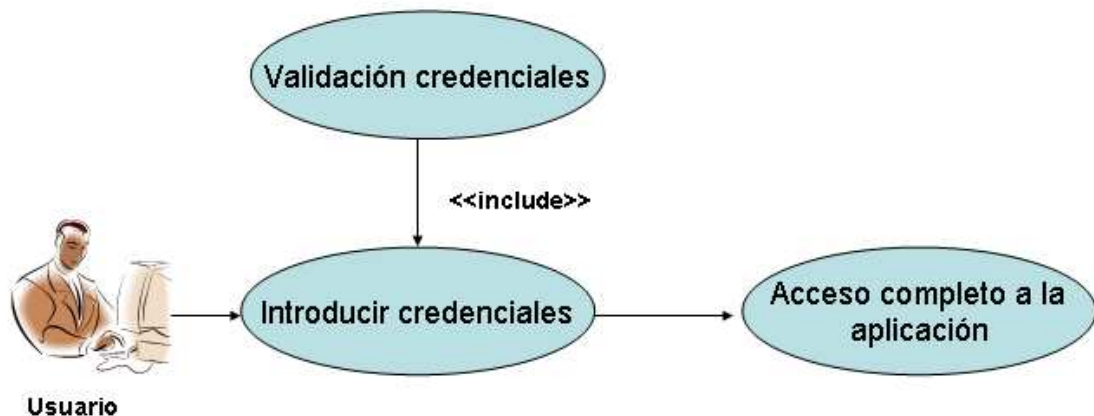 Validación credenciales
<<include>>
Introducir credenciales
Acceso completo a la
aplicación
Usuario